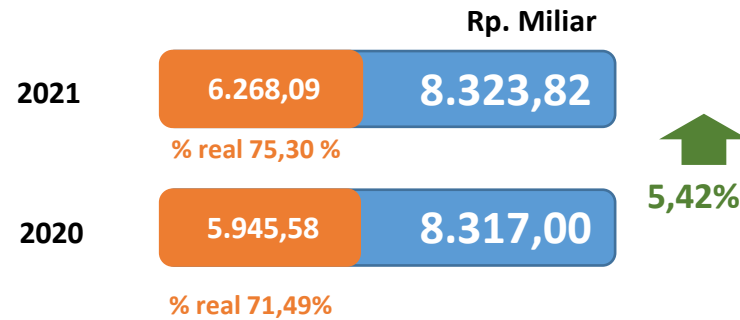 Rp. Miliar
2021
6.268,09
8.323,82
% real 75,30 %
5,42%
2020
5.945,58
8.317,00
% real 71,49%